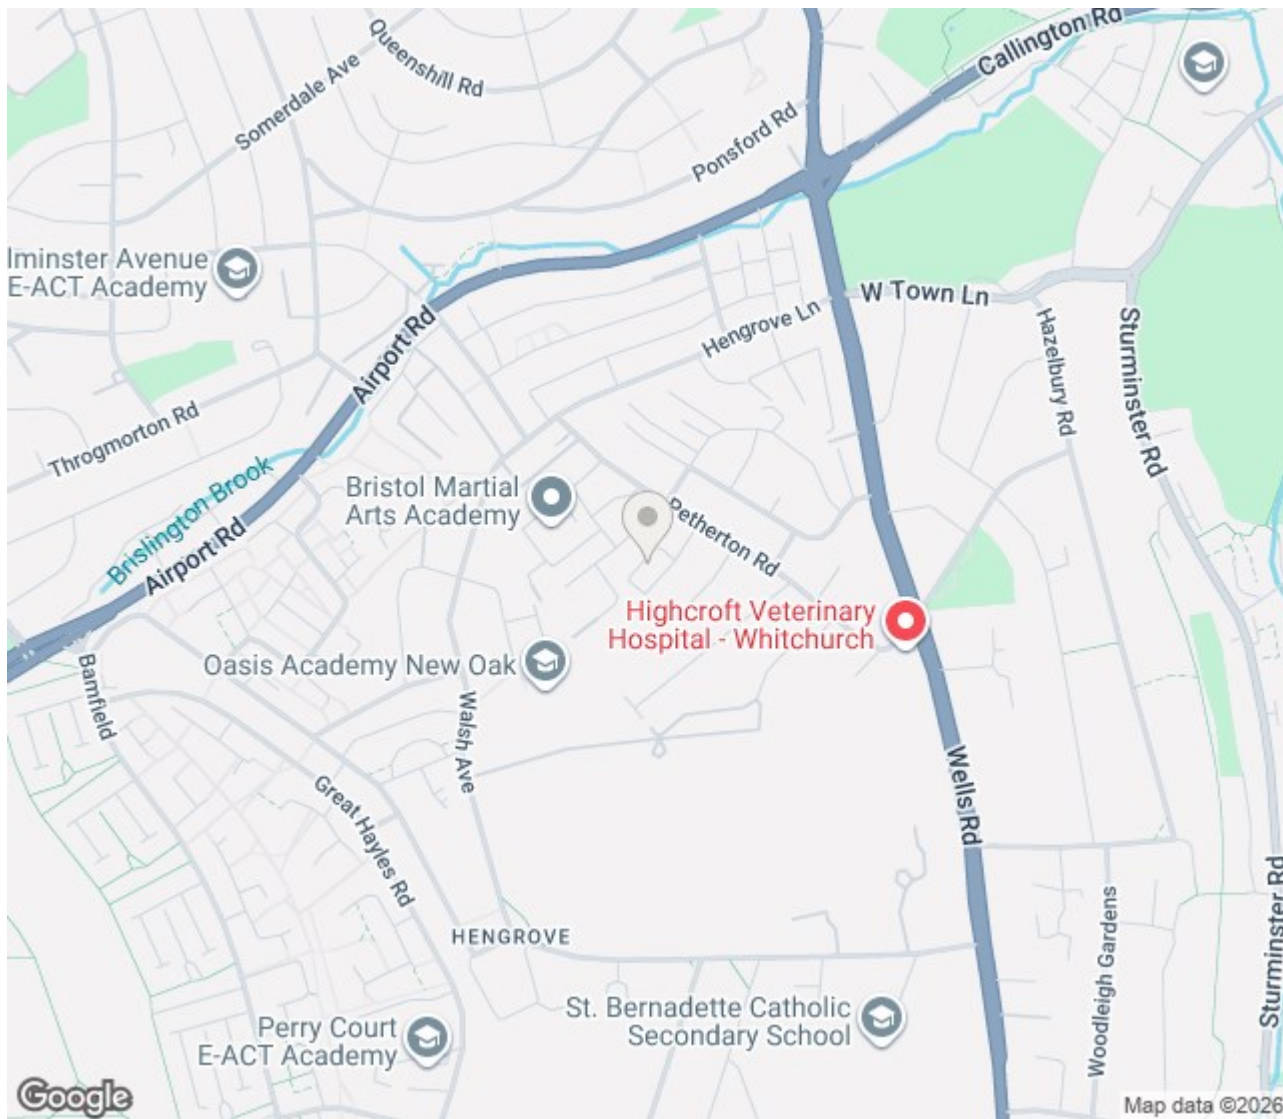 Queenshill Rd
Somerdale Ave
Callington Rd
Ponsford Rd
lminster Avenue
E-ACT Academy
W Town Ln
Hengrove Ln
Airport Rd
Hazelbury Rd
Sturminster Rd
Throgmorton Rd
Brislington Brook
Airport Rd
Bristol Martial
Arts Academy
Petherton Rd
Highcroft Veterinary
Hospital - Whitchurch
Oasis Academy New Oak
Bamfield
Walsh Ave
Wells Rd
Great Hayles Rd
HENGROVE
Woodleigh Gardens
Sturminster Rd
St. Bernadette Catholic
Secondary School
Perry Court
E-ACT Academy
Google
Map data ©2026